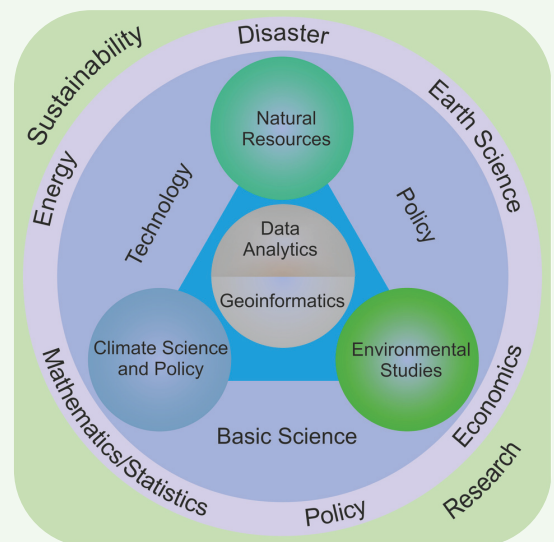 Sustainability
Disaster
Earth Science
Energy
Natural
Resources
Technology
Policy
Data
Analytics
Geoinformatics
Climate Science
and Policy
Environmental
Studies
Basic Science
Mathematics/Statistics
Policy
Economics
Research